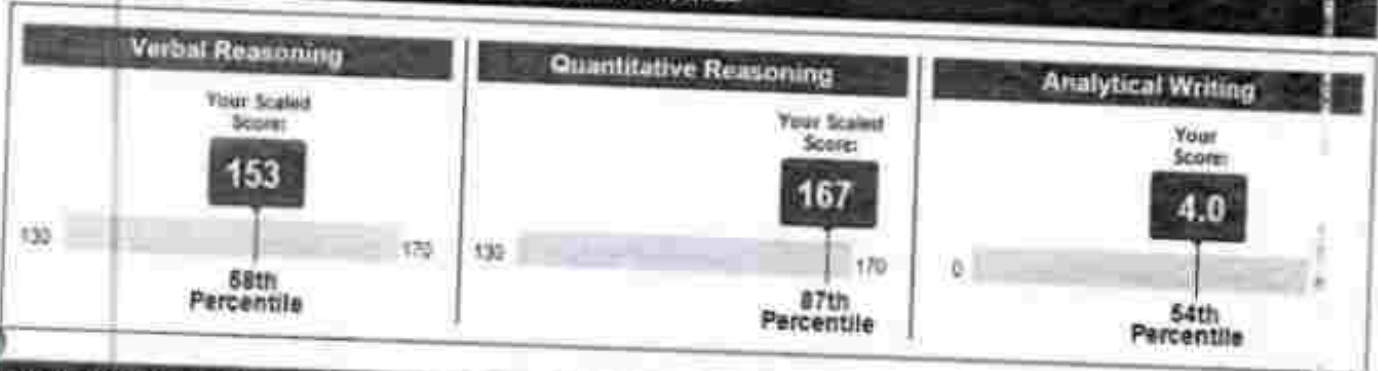 Verbal Reasoning
Your Scaled
Score:
153
130
170
58th
Percentile
Quantitative Reasoning
Your Scaled
Score:
167
130
170
87th
Percentile
Analytical Writing
Your
Score:
4.0
0
54th
Percentile